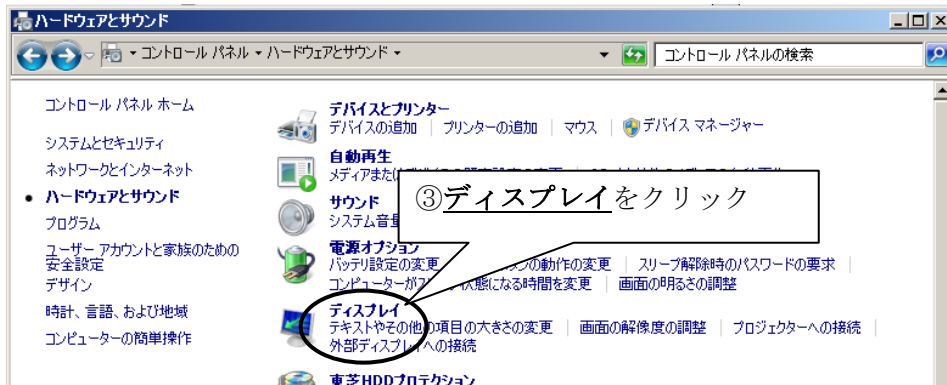 ハードウェアとサウンド
コントロール パネル ハードウェアとサウンド
コントロール パネルの検索
コントロール パネル ホーム
システムとセキュリティ
ネットワークとインターネット
ハードウェアとサウンド
プログラム
ユーザー アカウントと家族のための
安全設定
デザイン
時計、言語、および地域
コンピューターの簡単操作
デバイスとプリンター
デバイスの追加 | プリンターの追加 | マウス | デバイス マネージャー
自動再生
メディアまたは
サウンド
システム音量
③ディスプレイをクリック
電源オプション
バッテリ設定の変更 の動作の変更 | スリープ解除時のパスワードの要求 |
コンピューターがス 状態になる時間を変更 | 画面の明るさの調整
ディスプレイ
テキストやその他の項目の大きさの変更 | 画面の解像度の調整 | プロジェクターへの接続 |
外部ディスプレイへの接続
東芝HDDプロテクション